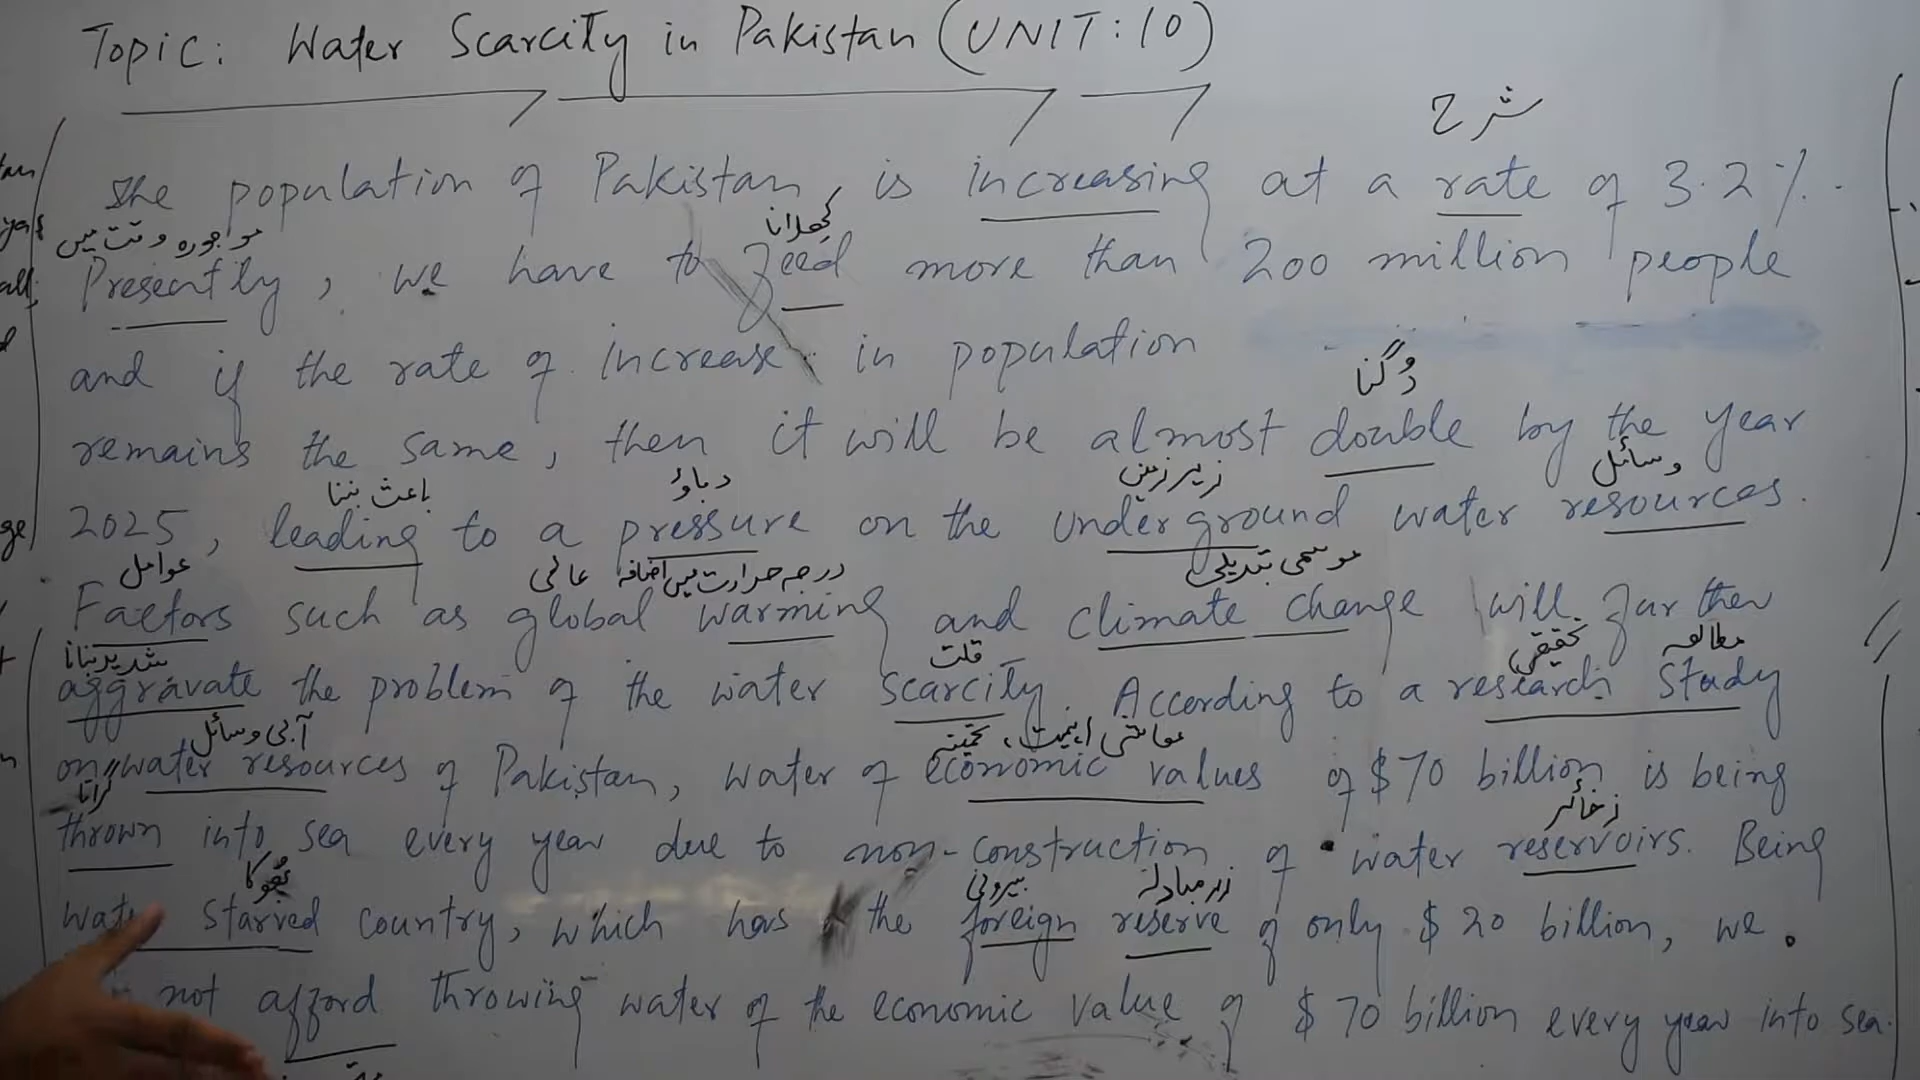 Topic: Water Scarcity in Pakistan (UNIT:10)
شرح
The population of Pakistan, is increasing at a rate of 3.2%.
موجودہ وقت میں کھلانا
Presently, we have to feed more than 200 million people
and if the rate of increase in population
دوگنا
remains the same, then it will be almost double by the year
باعث بننا دباؤ زیر زمین وسائل
2025, leading to a pressure on the underground water resources.
عوامل عالمی درجہ حرارت میں اضافہ موسمی تبدیلی
Factors such as global warming and climate change will further
شدید بنانا قلت تحقیقی مطالعہ
aggravate the problem of the water scarcity. According to a research study
آبی وسائل معاشی اہمیت، تخمینہ
on water resources of Pakistan, water of economic values of $70 billion is being
گرانا ذخائر
thrown into sea every year due to non-construction of water reservoirs. Being
بھوکا بیرونی زرمبادلہ
starved country, which has the foreign reserve of only $20 billion, we
not afford throwing water of the economic value of $70 billion every year into sea.